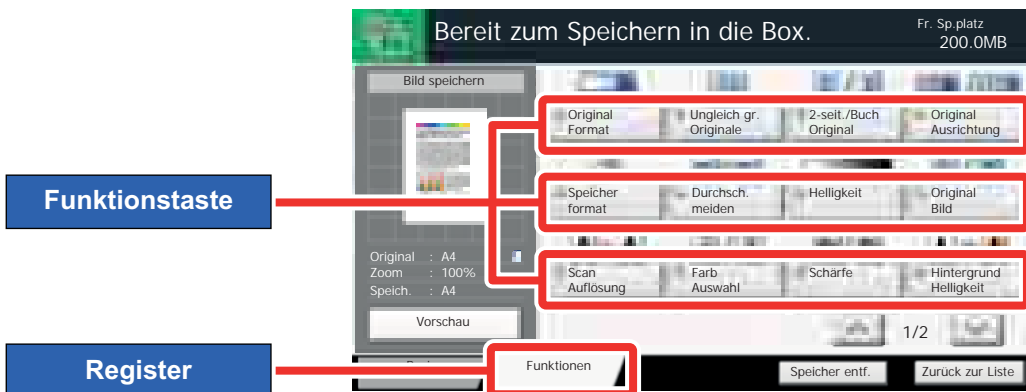 Bereit zum Speichern in die Box.
Fr. Sp.platz
200.0MB
Bild speichern
Original
Format
Ungleich gr.
Originale
2-seit./Buch
Original
Original
Ausrichtung
Funktionstaste
Speicher
format
Durchsch.
meiden
Helligkeit
Original
Bild
Original : A4
Zoom : 100%
Speich. : A4
Scan
Auflösung
Farb
Auswahl
Schärfe
Hintergrund
Helligkeit
Vorschau
1/2
Register
Funktionen
Speicher entf.
Zurück zur Liste